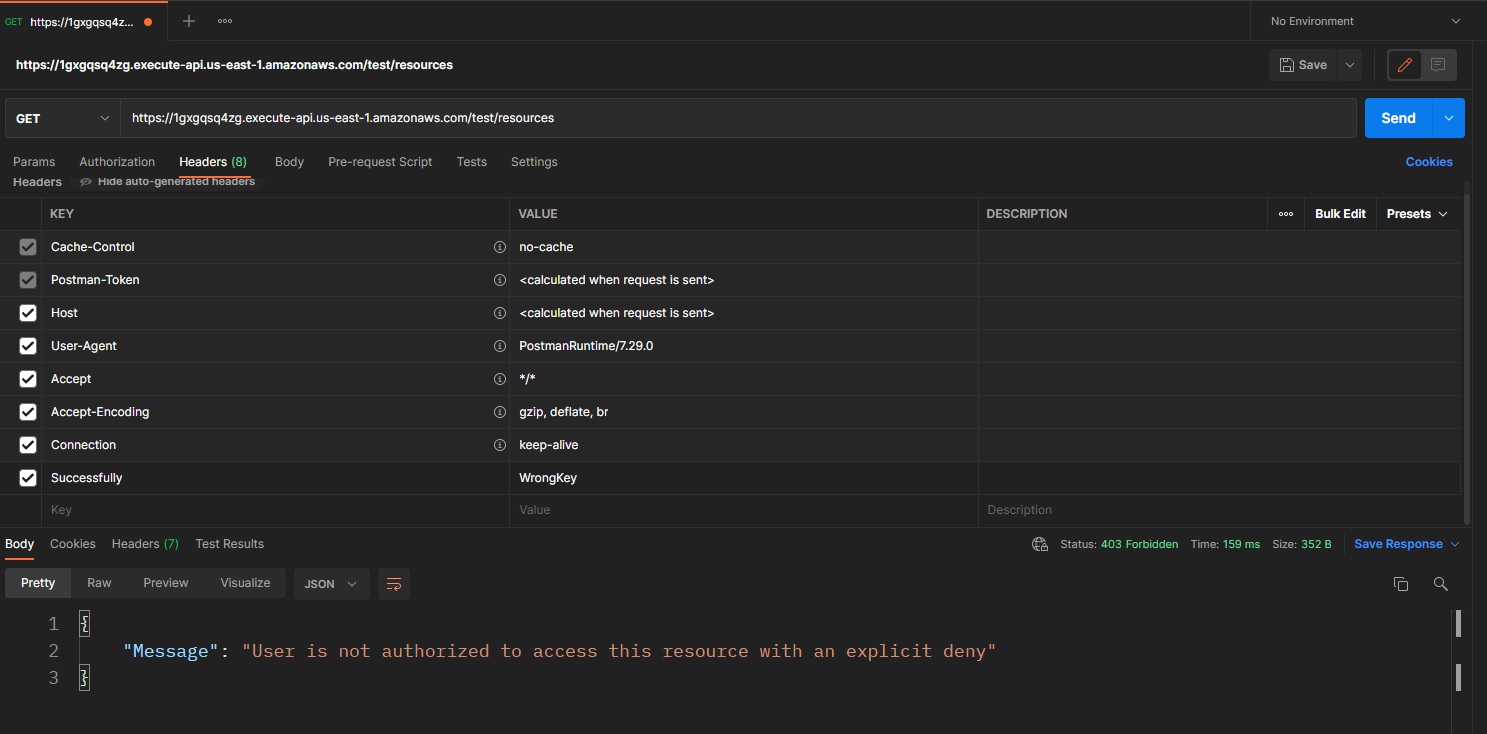 GET https://1gxgqsq4z...
No Environment
https://1gxgqsq4zg.execute-api.us-east-1.amazonaws.com/test/resources
Save
GET https://1gxgqsq4zg.execute-api.us-east-1.amazonaws.com/test/resources Send
Params Authorization Headers (8) Body Pre-request Script Tests Settings Cookies
Headers Hide auto-generated headers
KEY VALUE DESCRIPTION Bulk Edit Presets
Cache-Control no-cache
Postman-Token <calculated when request is sent>
Host <calculated when request is sent>
User-Agent PostmanRuntime/7.29.0
Accept */*
Accept-Encoding gzip, deflate, br
Connection keep-alive
Successfully WrongKey
Key Value Description
Body Cookies Headers (7) Test Results Status: 403 Forbidden Time: 159 ms Size: 352 B Save Response
Pretty Raw Preview Visualize JSON
1 {
2 "Message": "User is not authorized to access this resource with an explicit deny"
3 }